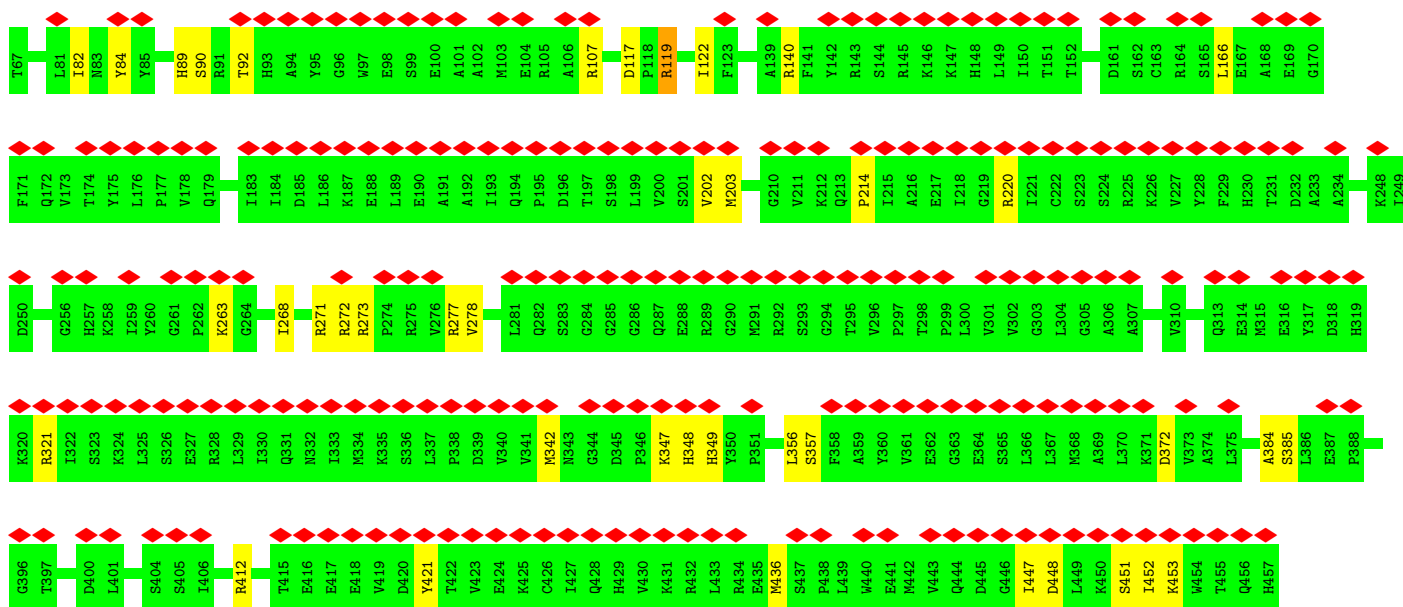 T67 L81 I82 N83 Y84 Y85 H89 S90 R91 T92 H93 A94 Y95 G96 W97 E98 S99 E100 A101 A102 M103 E104 R105 A106 R107 D117 P118 R119 I122 F123 A139 R140 F141 Y142 R143 S144 R145 K146 K147 H148 L149 I150 T151 T152 D161 S162 C163 R164 S165 L166 E167 A168 E169 G170
F171 Q172 V173 T174 Y175 L176 P177 V178 Q179 I183 I184 D185 L186 K187 E188 L189 E190 A191 A192 I193 Q194 P195 D196 T197 S198 L199 V200 S201 V202 M203 G210 V211 K212 Q213 P214 I215 A216 E217 I218 G219 R220 I221 C222 S223 S224 R225 K226 V227 Y228 F229 H230 T231 D232 A233 A234 K248 I249
D250 G256 H257 K258 I259 Y260 G261 P262 K263 G264 I268 R271 R272 R273 P274 R275 V276 R277 V278 L281 Q282 S283 G284 G285 G286 Q287 E288 R289 G290 M291 R292 S293 G294 T295 V296 P297 T298 P299 L300 V301 V302 G303 L304 G305 A306 A307 V310 Q313 E314 M315 E316 Y317 D318 H319
K320 R321 I322 S323 K324 L325 S326 E327 R328 L329 I330 Q331 N332 I333 M334 K335 S336 L337 P338 D339 V340 V341 M342 N343 G344 D345 P346 K347 H348 H349 Y350 P351 L356 S357 F358 A359 Y360 V361 E362 G363 E364 S365 L366 L367 M368 A369 L370 K371 D372 V373 A374 L375 A384 S385 L386 E387 P388
G396 T397 D400 L401 S404 S405 I406 R412 T415 E416 E417 E418 V419 D420 Y421 T422 V423 E424 K425 C426 I427 Q428 H429 V430 K431 R432 L433 R434 E435 M436 S437 P438 L439 W440 E441 M442 V443 Q444 D445 G446 I447 D448 L449 K450 S451 I452 K453 W454 T455 Q456 H457